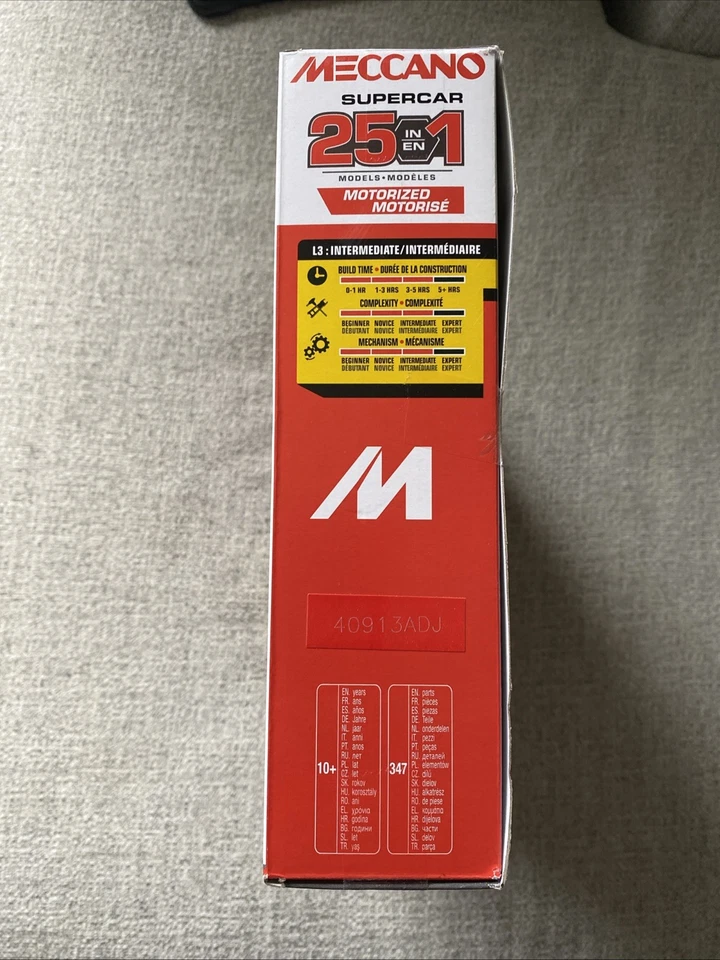 MECCANO
SUPERCAR
25 IN EN 1
MODELS • MODÈLES
MOTORIZED
MOTORISÉ
L3 : INTERMEDIATE/INTERMÉDIAIRE
BUILD TIME • DURÉE DE LA CONSTRUCTION
0-1 HR 1-3 HRS 3-5 HRS 5+ HRS
COMPLEXITY • COMPLEXITÉ
BEGINNER NOVICE INTERMEDIATE EXPERT
DÉBUTANT NOVICE INTERMÉDIAIRE EXPERT
MECHANISM • MÉCANISME
BEGINNER NOVICE INTERMEDIATE EXPERT
DÉBUTANT NOVICE INTERMÉDIAIRE EXPERT
M
40913ADJ
10+
EN. years
FR. ans
ES. años
DE. Jahre
NL. jaar
IT. anni
PT. anos
RU. лет
PL. lat
CZ. let
SK. rokov
HU. korosztály
RO. ani
EL. χρόνια
HR. godina
BG. години
SL. let
TR. yaş
347
EN. parts
FR. pièces
ES. piezas
DE. Teile
NL. onderdelen
IT. pezzi
PT. peças
RU. деталей
PL. elementów
CZ. dílů
SK. dielov
HU. alkatrész
RO. de piese
EL. κομμάτια
HR. dijelova
BG. части
SL. delov
TR. parça